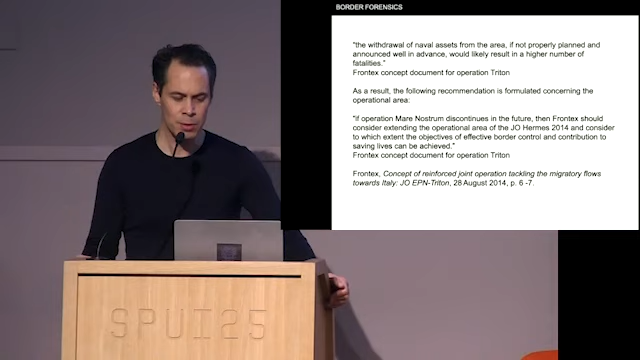 BORDER FORENSICS
"the withdrawal of naval assets from the area, if not properly planned and
announced well in advance, would likely result in a higher number of
fatalities."
Frontex concept document for operation Triton
As a result, the following recommendation is formulated concerning the
operational area:
"if operation Mare Nostrum discontinues in the future, then Frontex should
consider extending the operational area of the JO Hermes 2014 and consider
to which extent the objectives of effective border control and contribution to
saving lives can be achieved."
Frontex concept document for operation Triton
Frontex, Concept of reinforced joint operation tackling the migratory flows
towards Italy: JO EPN-Triton, 28 August 2014, p. 6 -7.
SPUI25